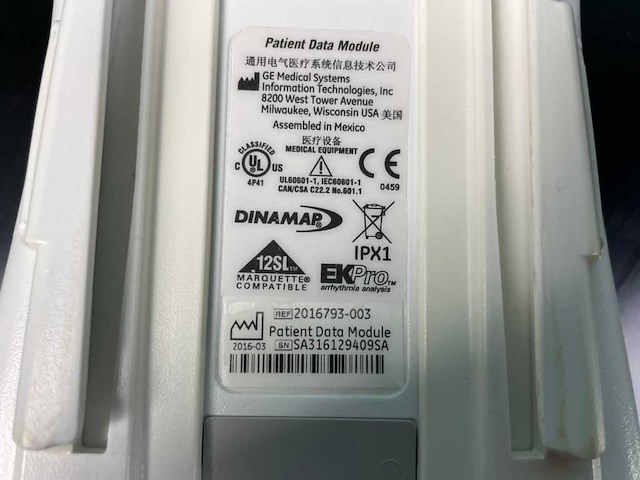 Patient Data Module
通用电气医疗系统信息技术公司
GE Medical Systems
Information Technologies, Inc
8200 West Tower Avenue
Milwaukee, Wisconsin USA 美国
Assembled in Mexico
医疗设备
MEDICAL EQUIPMENT
CLASSIFIED
C UL US
4P41
UL60601-1, IEC60601-1
CAN/CSA C22.2 No.601.1
CE
0459
DINAMAP®
IPX1
12SL™
MARQUETTE®
COMPATIBLE
EKPro™
arrhythmia analysis
REF 2016793-003
Patient Data Module
2016-03 SN SA316129409SA